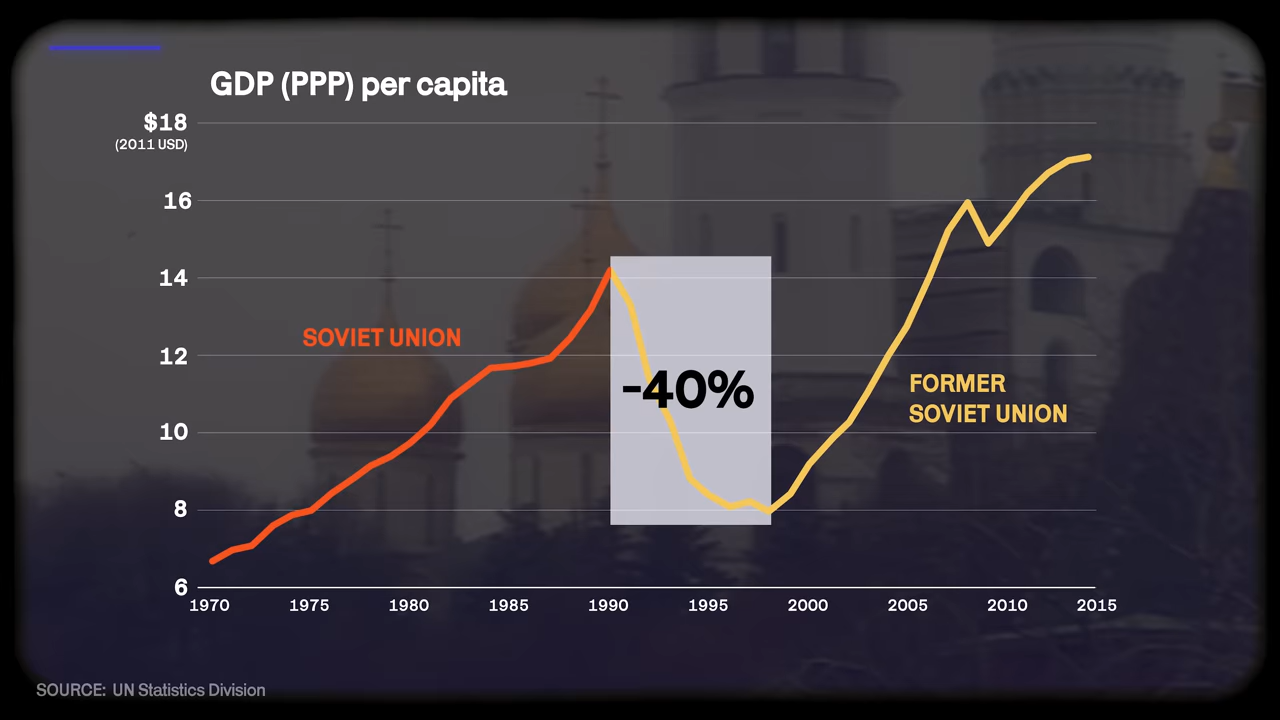 GDP (PPP) per capita
$18
(2011 USD)
16
14
12
10
8
6
SOVIET UNION
-40%
FORMER
SOVIET UNION
1970 1975 1980 1985 1990 1995 2000 2005 2010 2015
SOURCE: UN Statistics Division